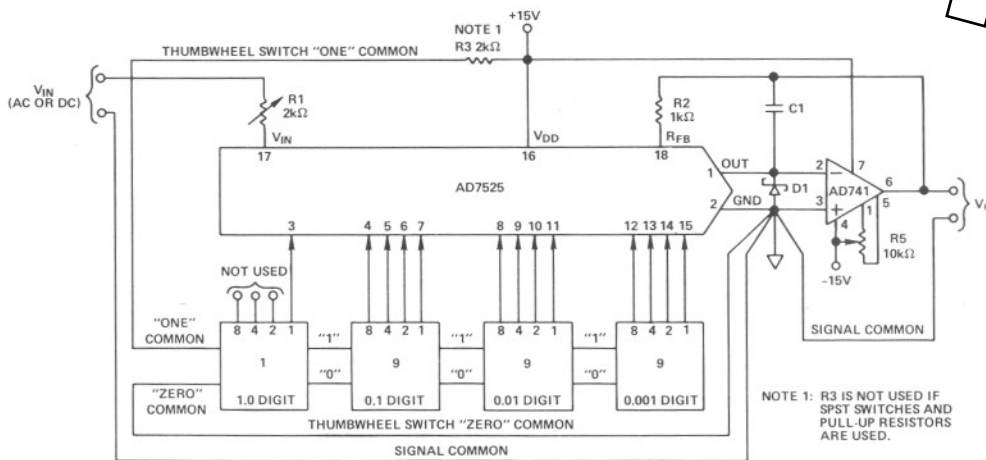 +15V
NOTE 1
R3 2kΩ
THUMBWHEEL SWITCH "ONE" COMMON
VIN
(AC OR DC)
R1
2kΩ
R2
1kΩ
C1
VIN
VDD
RFB
17
16
18
AD7525
1
OUT
2
GND
D1
2
3
7
AD741
6
5
1
4
R5
10kΩ
-15V
3
4
5
6
7
8
9
10
11
12
13
14
15
NOT USED
8
4
2
1
8
4
2
1
8
4
2
1
8
4
2
1
"ONE"
COMMON
1
"1"
9
"1"
9
"1"
9
"0"
"0"
"0"
"ZERO"
COMMON
1.0 DIGIT
0.1 DIGIT
0.01 DIGIT
0.001 DIGIT
SIGNAL COMMON
THUMBWHEEL SWITCH "ZERO" COMMON
SIGNAL COMMON
NOTE 1: R3 IS NOT USED IF
SPST SWITCHES AND
PULL-UP RESISTORS
ARE USED.